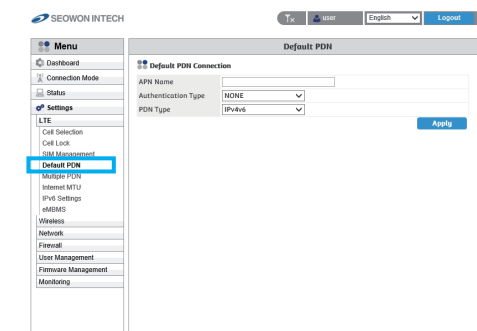 SEOWON INTECH
user
English
Logout
Menu
Dashboard
Connection Mode
Status
Settings
LTE
Cell Selection
Cell Lock
SIM Management
Default PDN
Multiple PDN
Internet MTU
IPv6 Settings
eMBMS
Wireless
Network
Firewall
User Management
Firmware Management
Monitoring
Default PDN
Default PDN Connection
APN Name
Authentication Type NONE
PDN Type IPv4v6
Apply